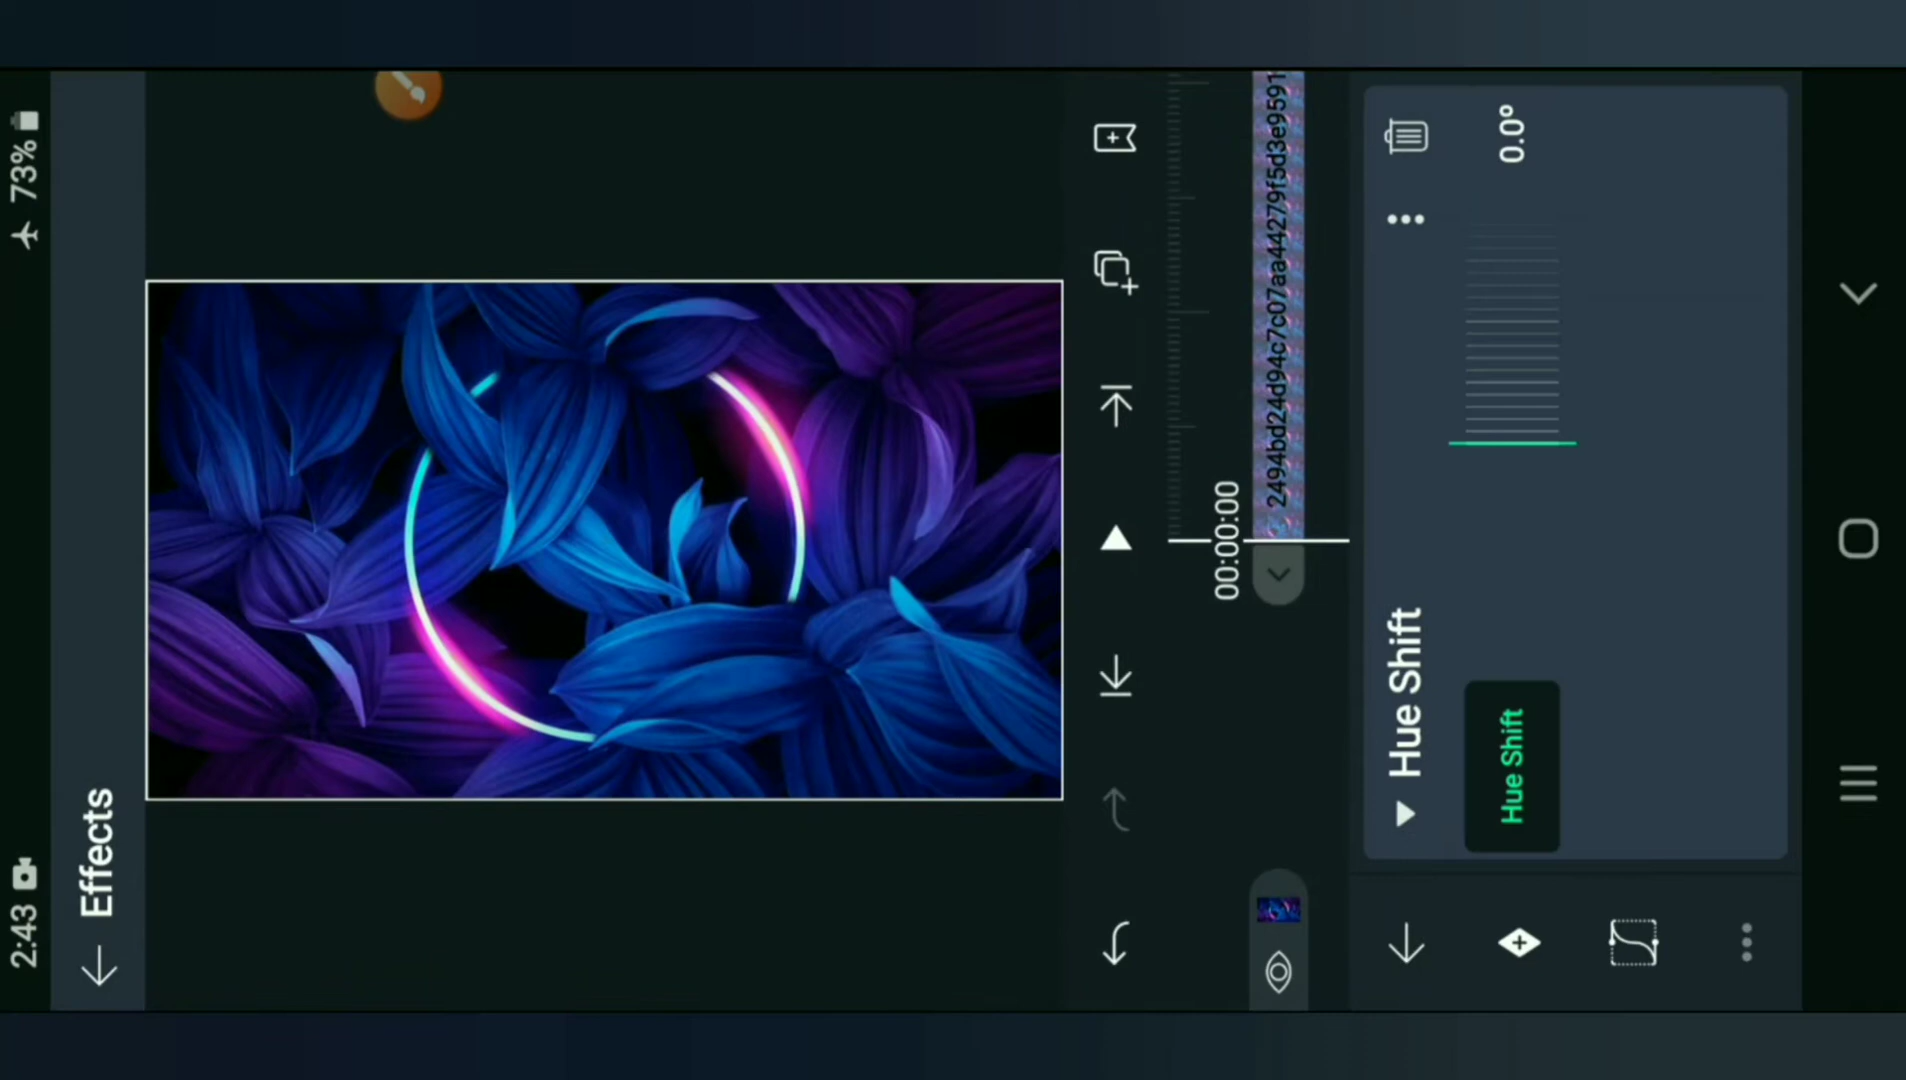 2:43
73%
Effects
00:00:00
2494bd24d94c7c07aa44279f5d3e9591
Hue Shift
Hue Shift
0.0°